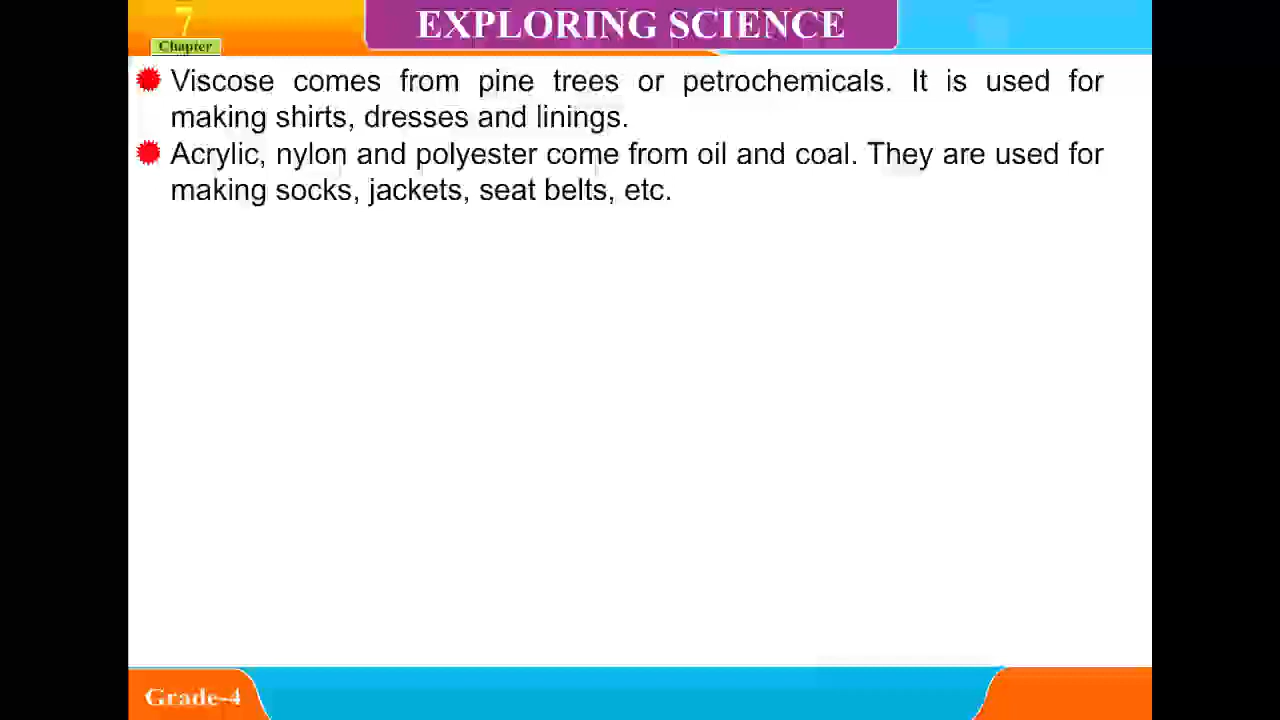 7
Chapter
EXPLORING SCIENCE
Viscose comes from pine trees or petrochemicals. It is used for
making shirts, dresses and linings.
Acrylic, nylon and polyester come from oil and coal. They are used for
making socks, jackets, seat belts, etc.
Grade-4